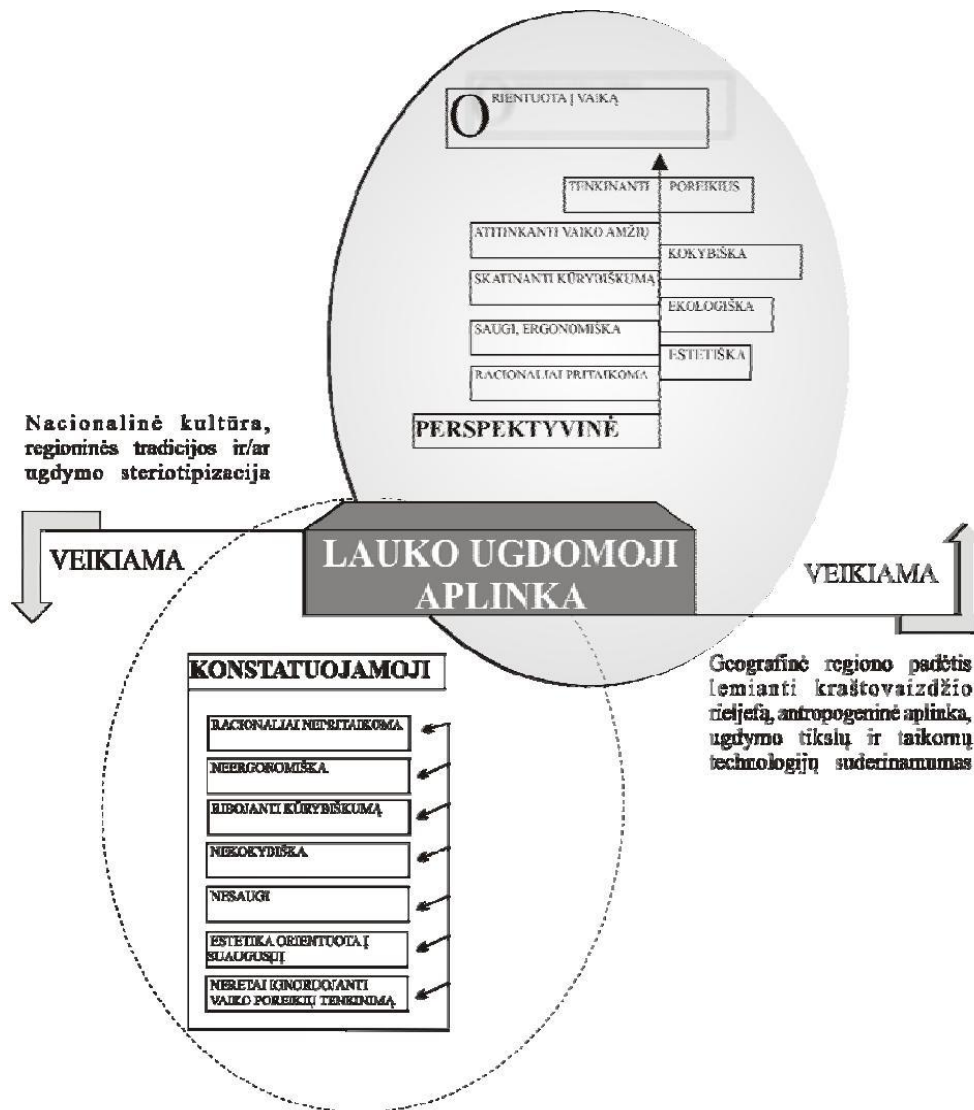 ORIENTUOTA Į VAIKĄ
TENKINANTI POREIKIUS
ATITINKANTI VAIKO AMŽIŲ
KOKYBIŠKA
SKATINANTI KŪRYBIŠKUMĄ
EKOLOGIŠKA
SAUGI, ERGONOMIŠKA
ESTETIŠKA
RACIONALIAI PRITAIKOMA
PERSPEKTYVINĖ
Nacionalinė kultūra,
regioninės tradicijos ir/ar
ugdymo steriotipizacija
VEIKIAMA
LAUKO UGDOMOJI
APLINKA
VEIKIAMA
Geografinė regiono padėtis
lemianti kraštovaizdžio
rieljefą, antropogeninė aplinka,
ugdymo tikslų ir taikomų
technologijų suderinamumas
KONSTATUOJAMOJI
RACIONALIAI NEPRITAIKOMA
NEERGONOMIŠKA
RIBOJANTI KŪRYBIŠKUMĄ
NEKOKYBIŠKA
NESAUGI
ESTETIKA ORIENTUOTA Į
SUAUGUSĮJĮ
NERETAI IGNORUOJANTI
VAIKO POREIKIŲ TENKINIMĄ